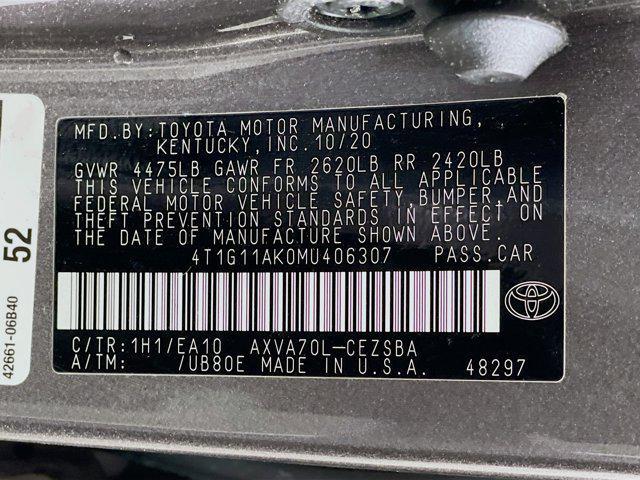 MFD. BY: TOYOTA MOTOR MANUFACTURING,
KENTUCKY, INC. 10/20
GVWR 4475LB GAWR FR 2620LB RR 2420LB
THIS VEHICLE CONFORMS TO ALL APPLICABLE
FEDERAL MOTOR VEHICLE SAFETY, BUMPER, AND
THEFT PREVENTION STANDARDS IN EFFECT ON
THE DATE OF MANUFACTURE SHOWN ABOVE.
4T1G11AK0MU406307 PASS. CAR
C/TR: 1H1/EA10 AXVA70L-CEZSBA
A/TM: /UB80E MADE IN U.S.A. 48297
52
42661-06B40